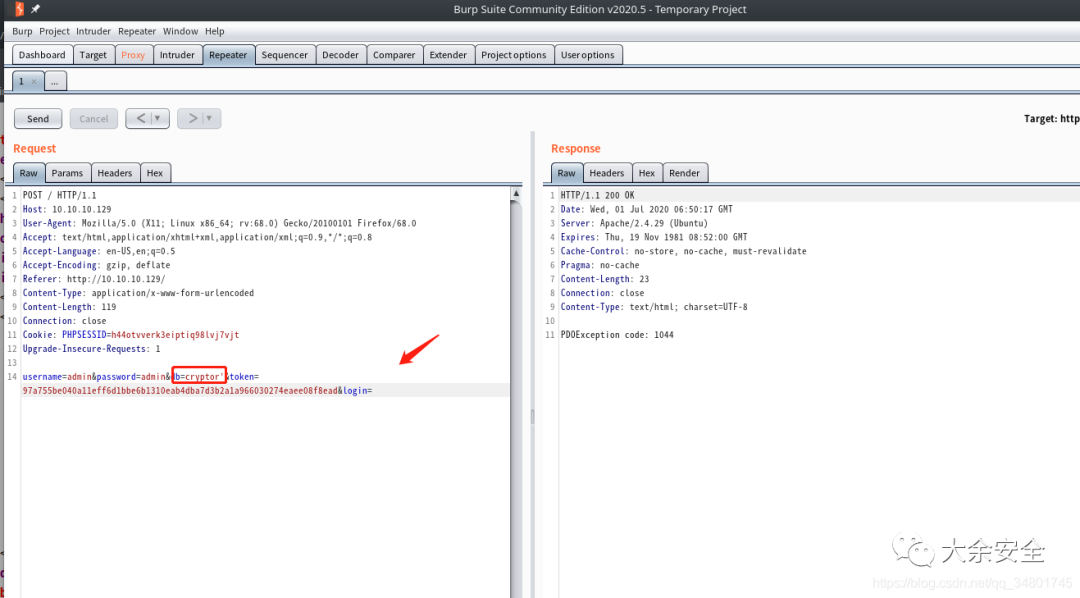 Burp Suite Community Edition v2020.5 - Temporary Project
Burp Project Intruder Repeater Window Help
Dashboard Target Proxy Intruder Repeater Sequencer Decoder Comparer Extender Project options User options
1 × ...
Send Cancel < >
Target: http
Request
Raw Params Headers Hex
1 POST / HTTP/1.1
2 Host: 10.10.10.129
3 User-Agent: Mozilla/5.0 (X11; Linux x86_64; rv:68.0) Gecko/20100101 Firefox/68.0
4 Accept: text/html,application/xhtml+xml,application/xml;q=0.9,*/*;q=0.8
5 Accept-Language: en-US,en;q=0.5
6 Accept-Encoding: gzip, deflate
7 Referer: http://10.10.10.129/
8 Content-Type: application/x-www-form-urlencoded
9 Content-Length: 119
10 Connection: close
11 Cookie: PHPSESSID=h44otvverk3eiptiq98lvj7vjt
12 Upgrade-Insecure-Requests: 1
13
14 username=admin&password=admin&db=cryptor'&token=
97a755be040a11eff6d1bbe6b1310eab4dba7d3b2a1a966030274eaee08f8ead&login=
Response
Raw Headers Hex Render
1 HTTP/1.1 200 OK
2 Date: Wed, 01 Jul 2020 06:50:17 GMT
3 Server: Apache/2.4.29 (Ubuntu)
4 Expires: Thu, 19 Nov 1981 08:52:00 GMT
5 Cache-Control: no-store, no-cache, must-revalidate
6 Pragma: no-cache
7 Content-Length: 23
8 Connection: close
9 Content-Type: text/html; charset=UTF-8
10
11 PDOException code: 1044
大余安全
https://blog.csdn.net/qq_34801745